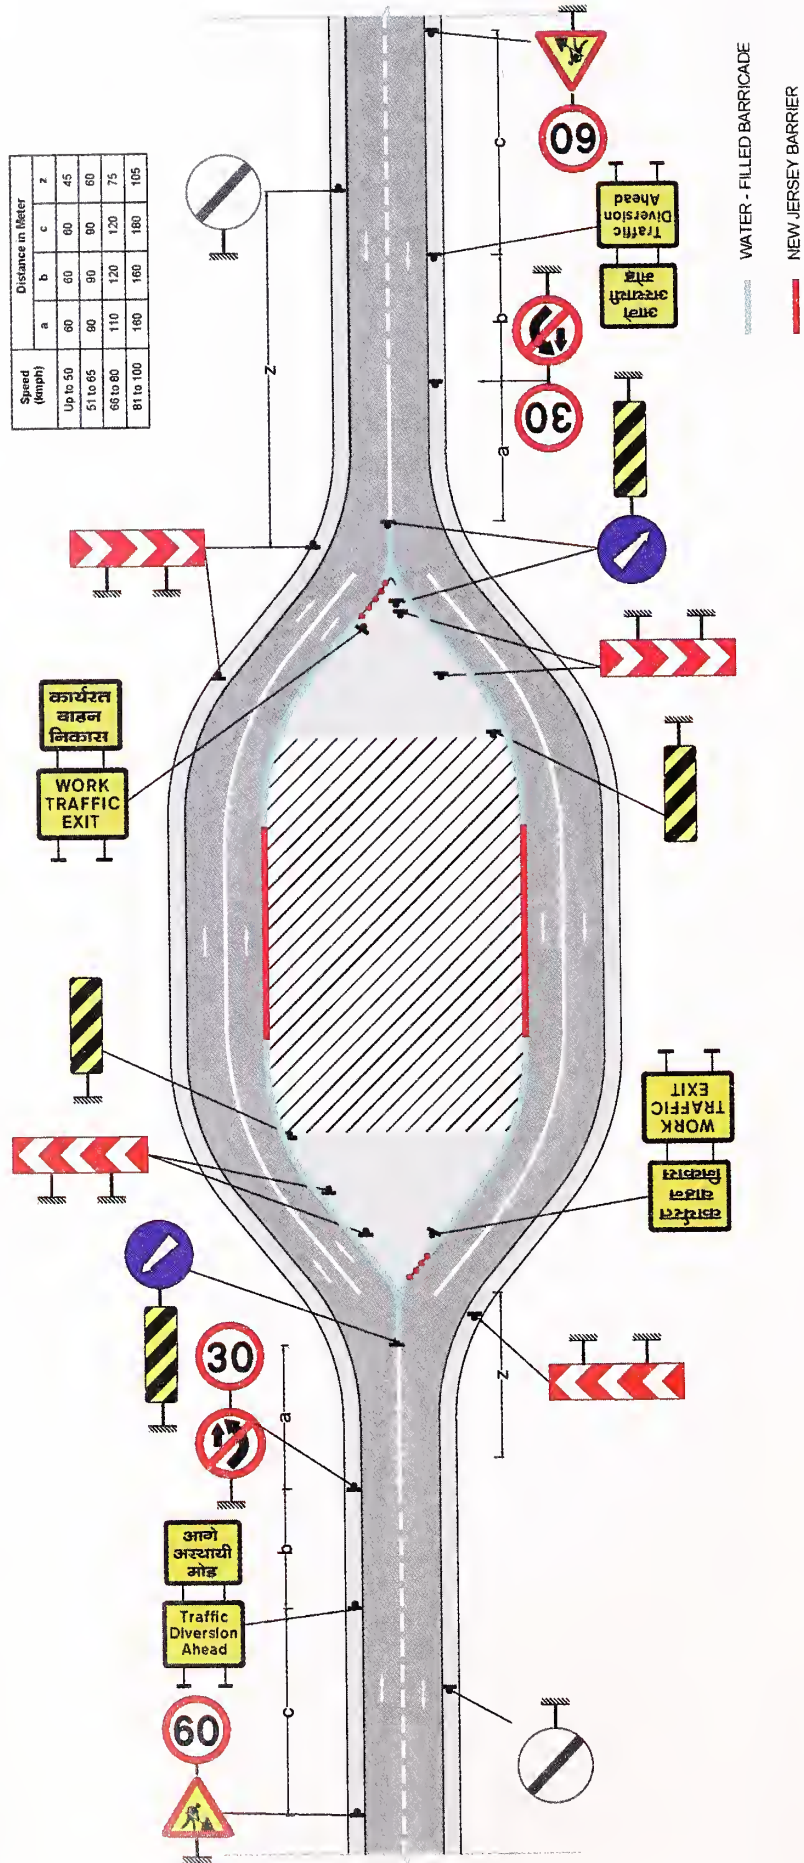 Speed
(kmph)
Distance in Meter
a b c z
Up to 50 60 60 60 45
51 to 65 90 90 90 60
66 to 80 110 120 120 75
81 to 100 160 160 180 105
c
60
Traffic
Diversion
Ahead
आगे
अस्थायी
मोड़
z
b
30
a
कार्यरत
वाहन
निकास
WORK
TRAFFIC
EXIT
WORK
TRAFFIC
EXIT
कार्यरत
वाहन
निकास
30
a
z
आगे
अस्थायी
मोड़
b
Traffic
Diversion
Ahead
c
60
WATER - FILLED BARRICADE
NEW JERSEY BARRIER